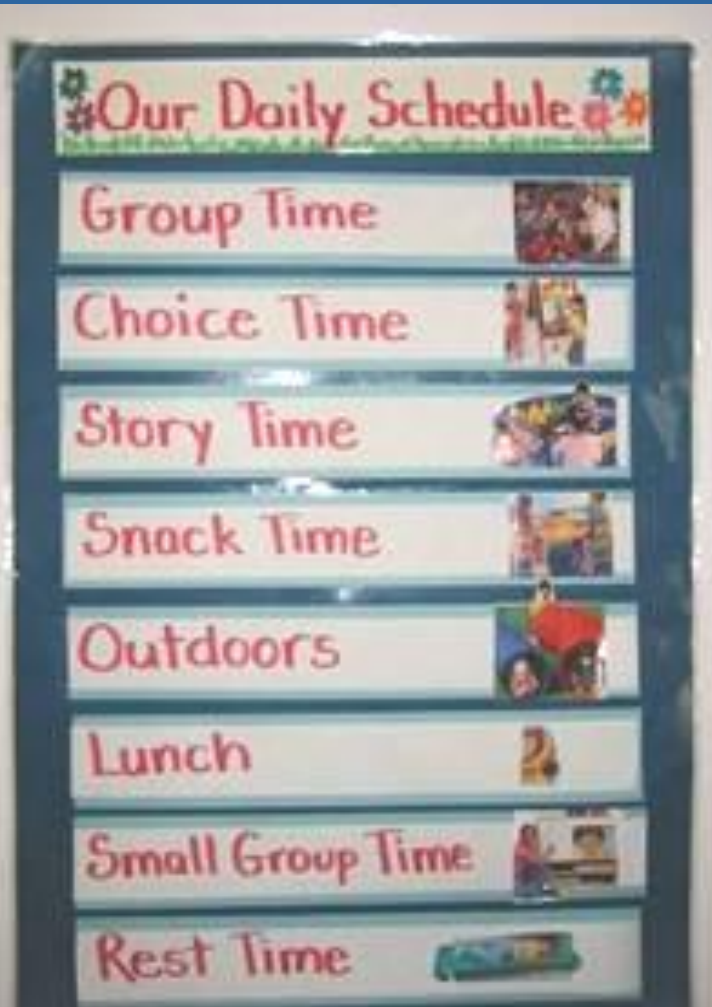 Our Daily Schedule
Group Time
Choice Time
Story Time
Snack Time
Outdoors
Lunch
Small Group Time
Rest Time